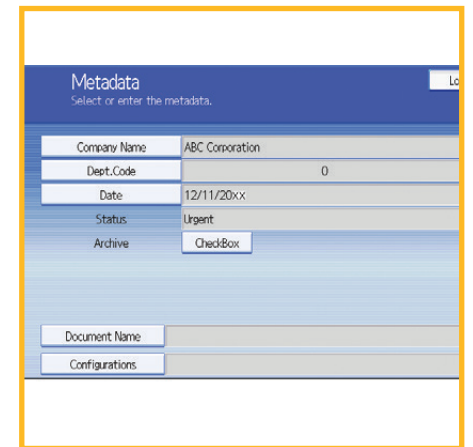 Metadata
Select or enter the metadata.
Lo
Company Name ABC Corporation
Dept.Code 0
Date 12/11/20xx
Status Urgent
Archive CheckBox
Document Name
Configurations